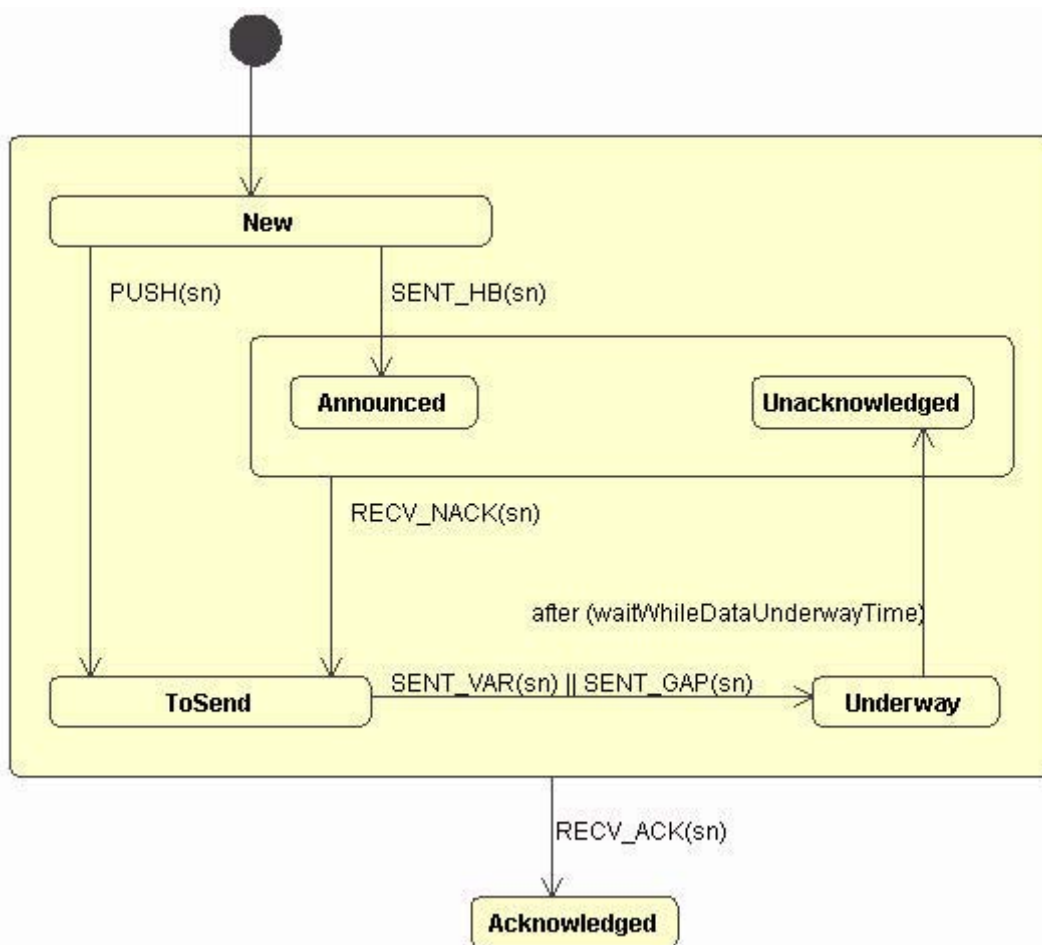 New
PUSH(sn)
SENT_HB(sn)
Announced
Unacknowledged
RECV_NACK(sn)
after (waitWhileDataUnderwayTime)
ToSend
SENT_VAR(sn) || SENT_GAP(sn)
Underway
RECV_ACK(sn)
Acknowledged